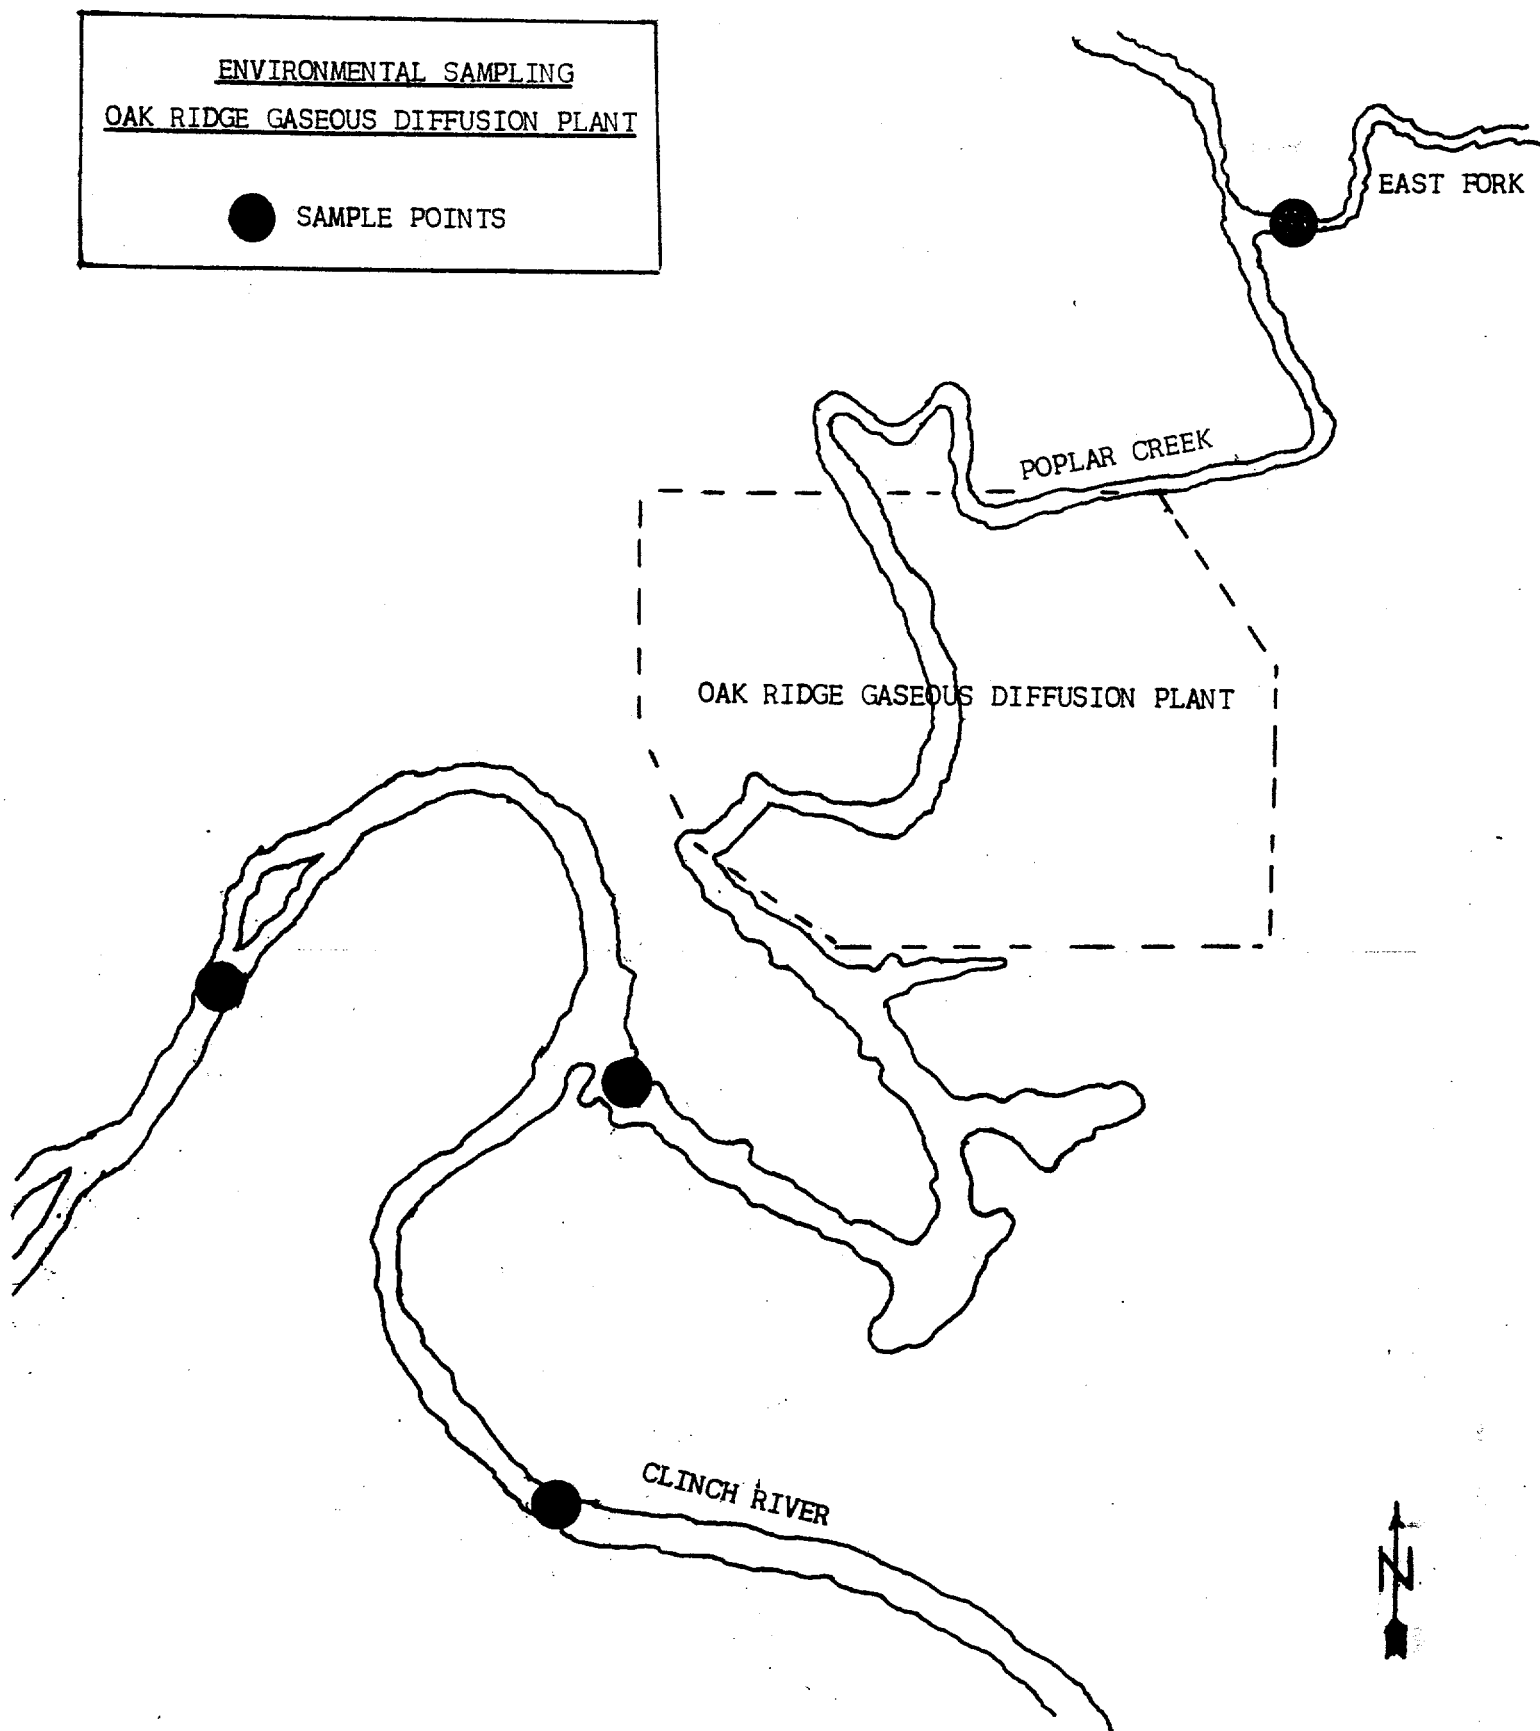 ENVIRONMENTAL SAMPLING
OAK RIDGE GASEOUS DIFFUSION PLANT
SAMPLE POINTS
EAST FORK
POPLAR CREEK
OAK RIDGE GASEOUS DIFFUSION PLANT
CLINCH RIVER
N